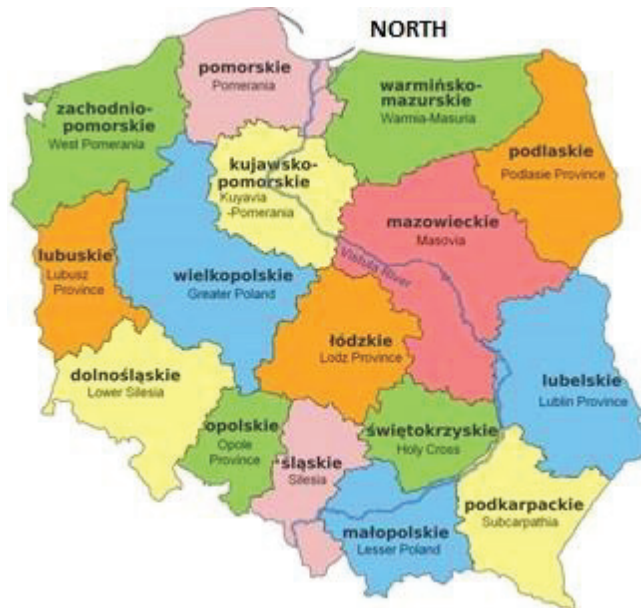 NORTH
pomorskie
Pomerania
zachodnio-
pomorskie
West Pomerania
warmińsko-
mazurskie
Warmia-Masuria
podlaskie
Podlasie Province
kujawsko-
pomorskie
Kuyavia
-Pomerania
mazowieckie
Masovia
lubuskie
Lubusz
Province
wielkopolskie
Greater Poland
Vistula River
łódzkie
Lodz Province
dolnośląskie
Lower Silesia
lubelskie
Lublin Province
opolskie
Opole
Province
śląskie
Silesia
świętokrzyskie
Holy Cross
małopolskie
Lesser Poland
podkarpackie
Subcarpathia